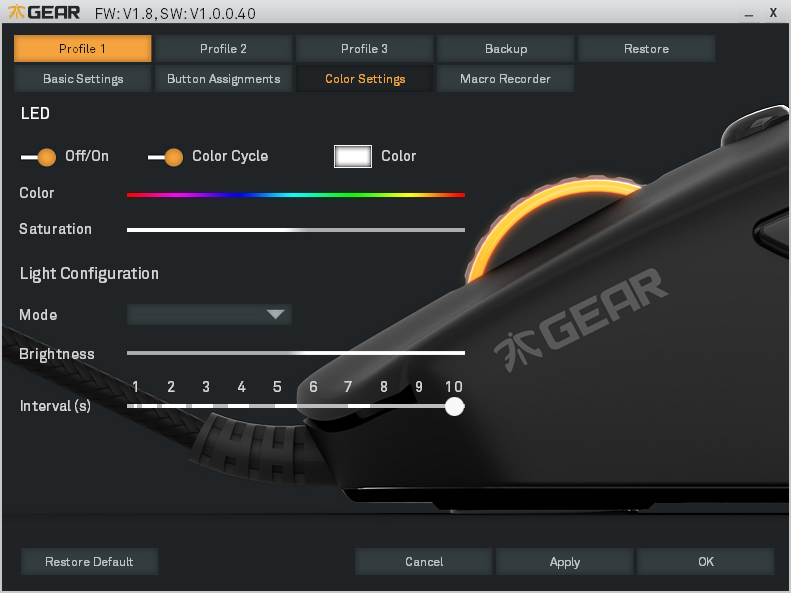 GEAR FW: V1.8, SW: V1.0.0.40 _ X
Profile 1 Profile 2 Profile 3 Backup Restore
Basic Settings Button Assignments Color Settings Macro Recorder
LED
Off/On Color Cycle Color
Color
Saturation
Light Configuration
Mode
Brightness
1 2 3 4 5 6 7 8 9 10
Interval (s)
GEAR
Restore Default Cancel Apply OK